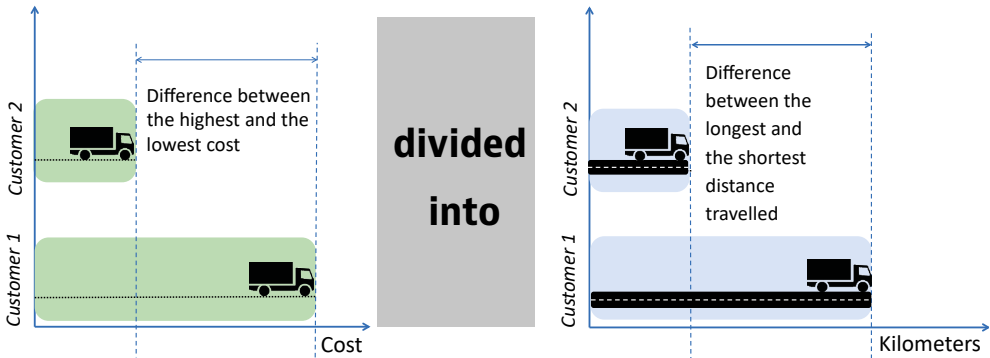 Customer 2
Difference between
the highest and the
lowest cost
Customer 1
Cost
divided
into
Customer 2
Difference
between the
longest and
the shortest
distance
travelled
Customer 1
Kilometers